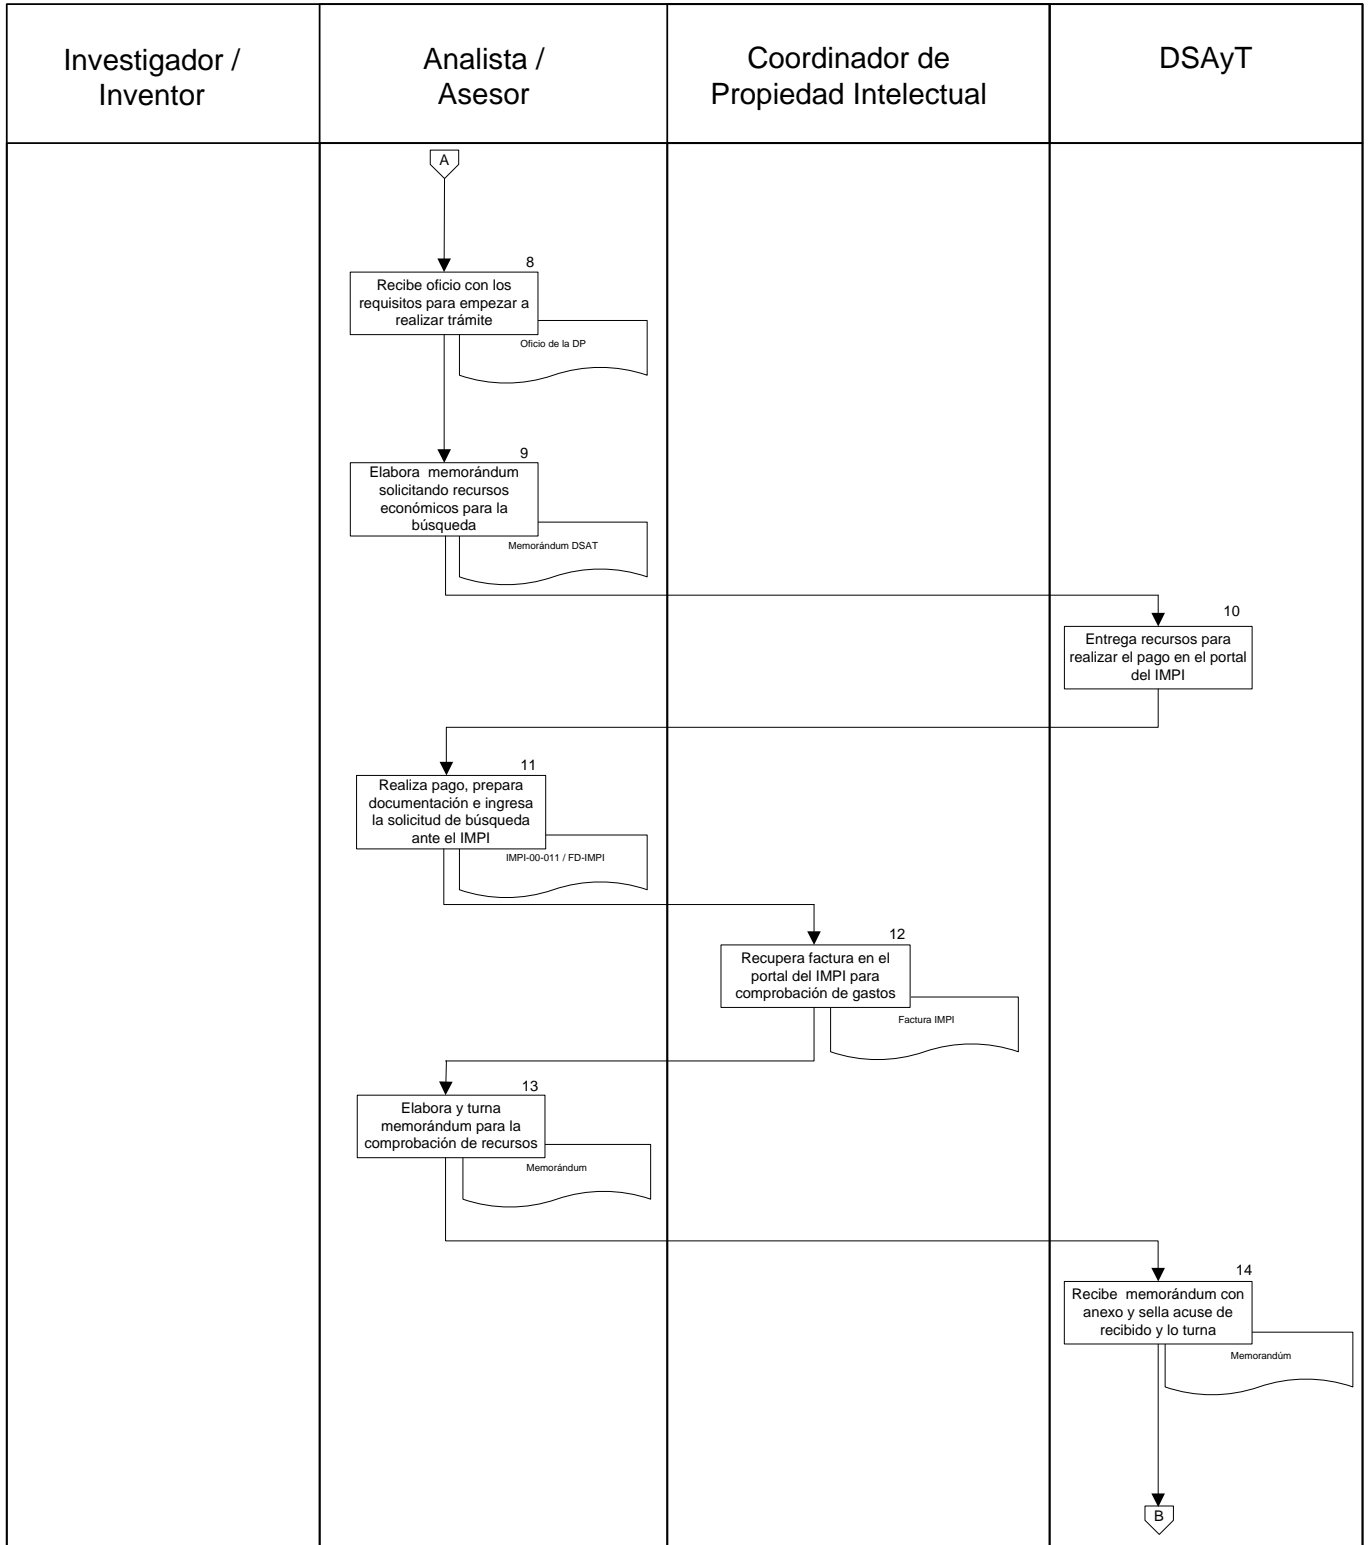 Investigador /
Inventor
Analista /
Asesor
Coordinador de
Propiedad Intelectual
DSAyT
A
8
Recibe oficio con los
requisitos para empezar a
realizar trámite
Oficio de la DP
9
Elabora memorándum
solicitando recursos
económicos para la
búsqueda
Memorándum DSAT
10
Entrega recursos para
realizar el pago en el portal
del IMPI
11
Realiza pago, prepara
documentación e ingresa
la solicitud de búsqueda
ante el IMPI
IMPI-00-011 / FD-IMPI
12
Recupera factura en el
portal del IMPI para
comprobación de gastos
Factura IMPI
13
Elabora y turna
memorándum para la
comprobación de recursos
Memorándum
14
Recibe memorándum con
anexo y sella acuse de
recibido y lo turna
Memorandúm
B